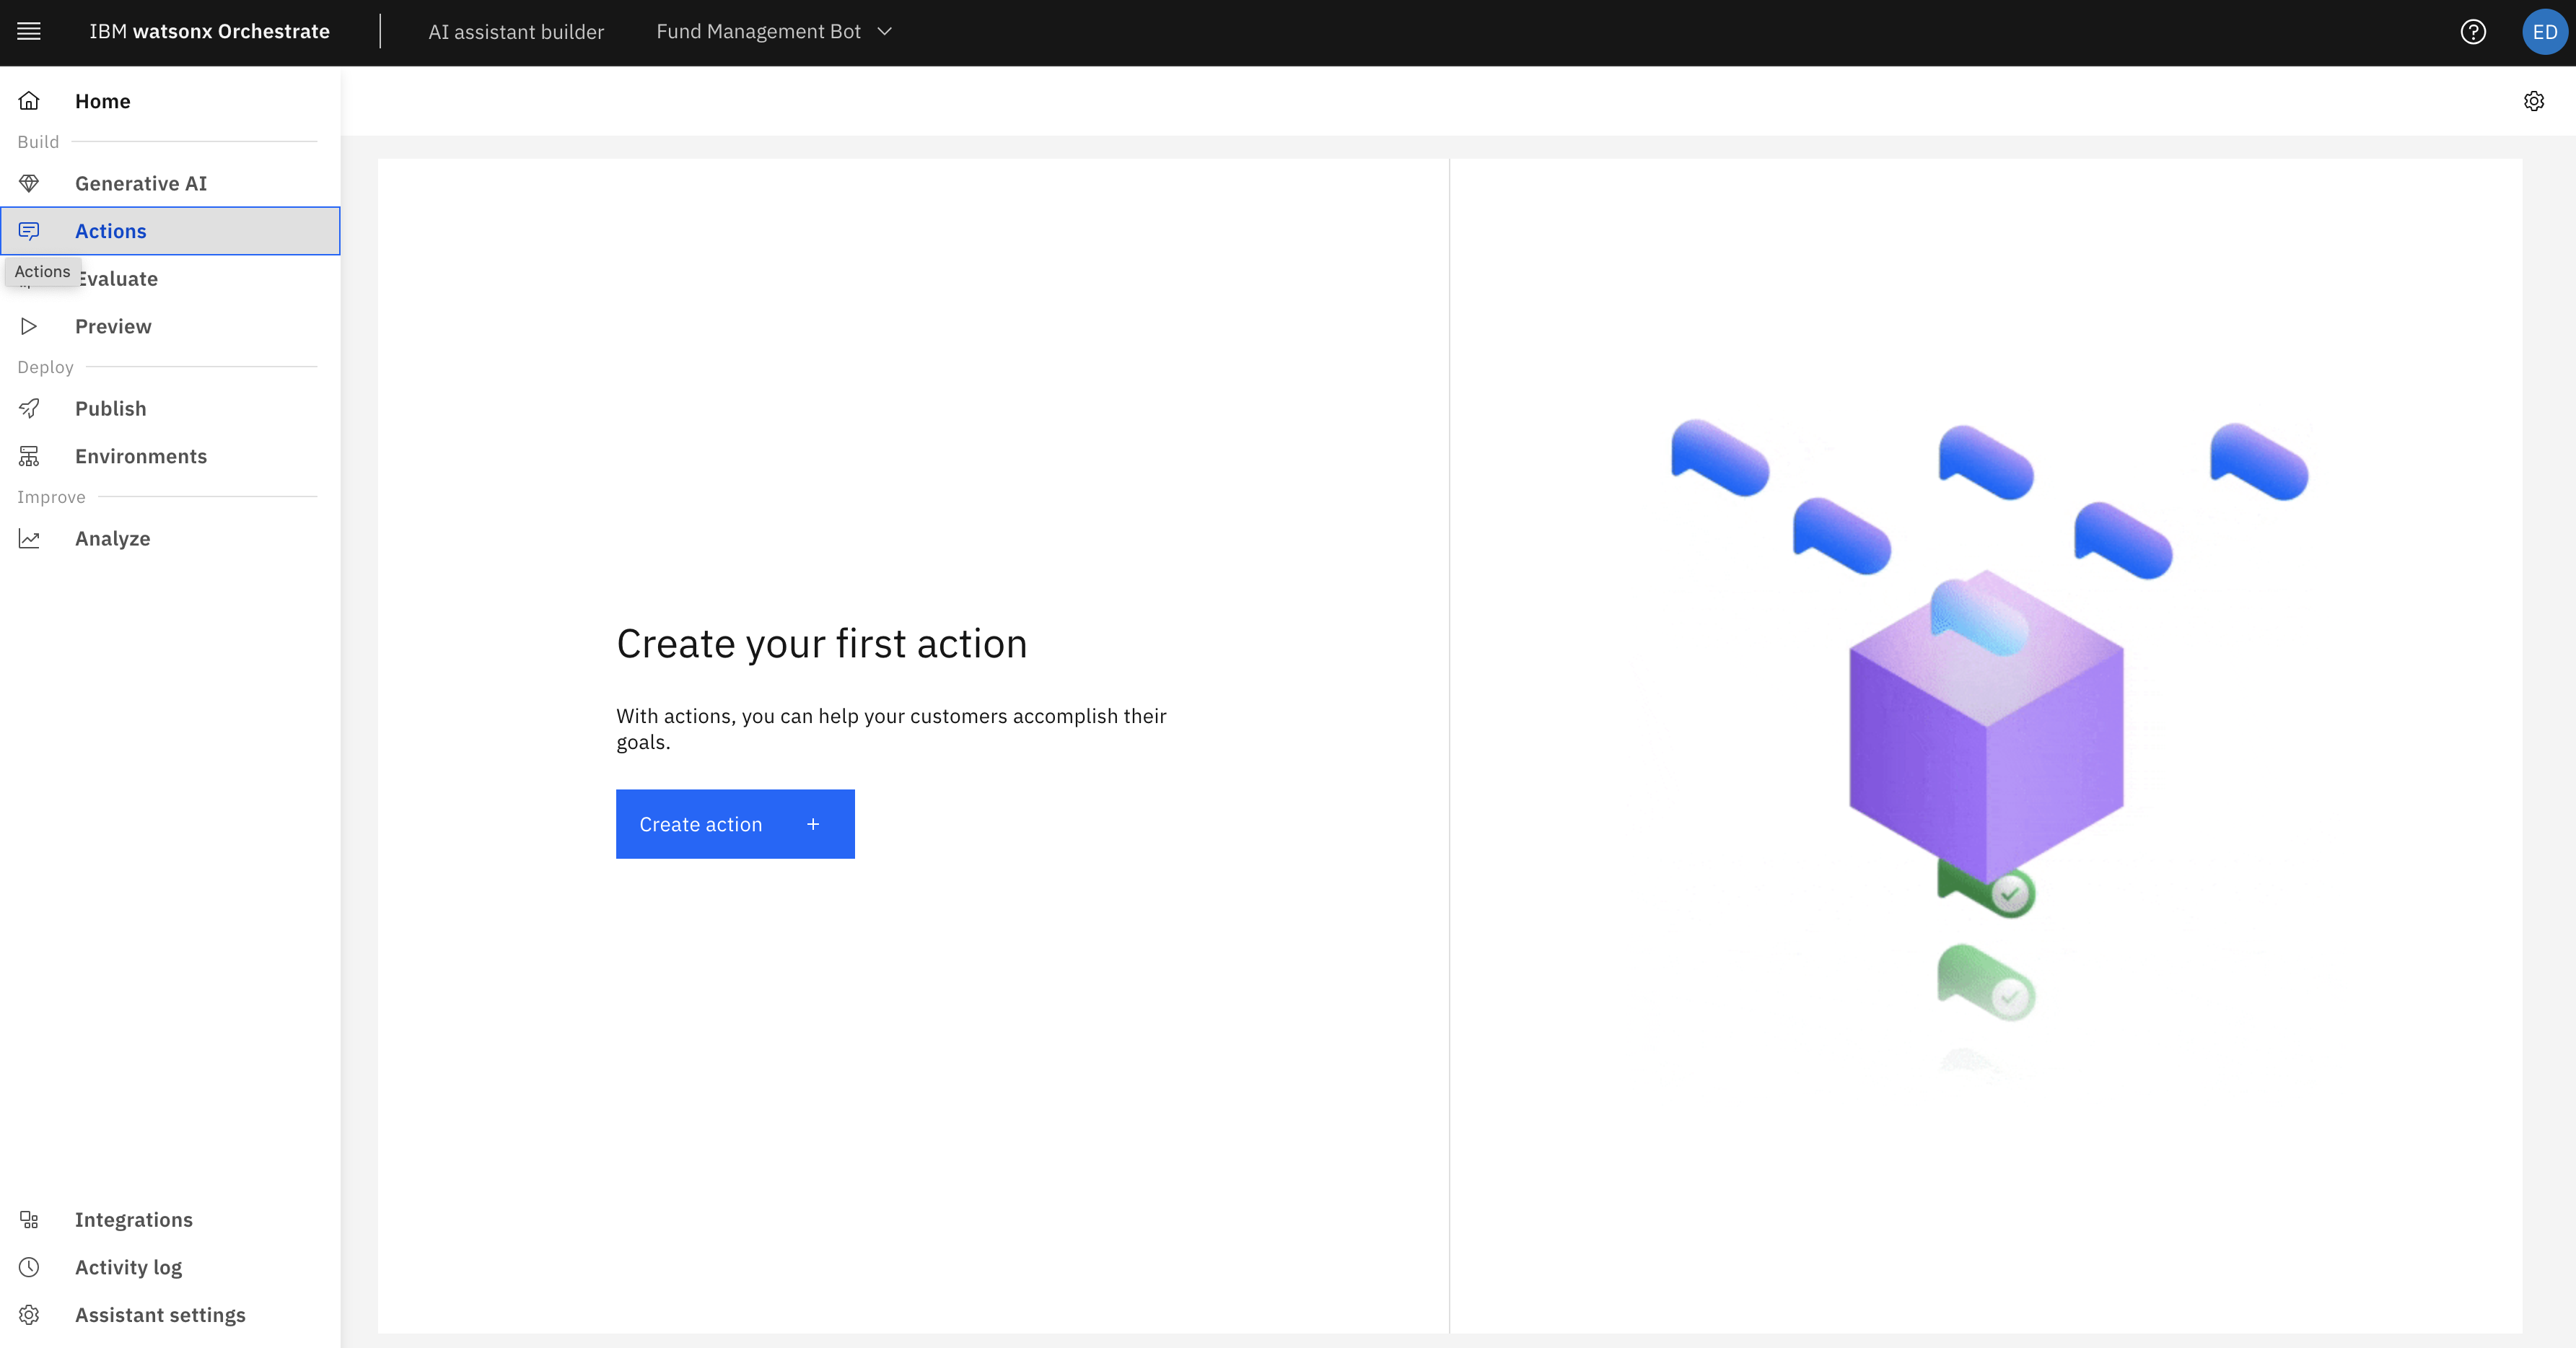 IBM watsonx Orchestrate
AI assistant builder
Fund Management Bot
ED
Home
Build
Generative AI
Actions
Actions
Evaluate
Preview
Deploy
Publish
Environments
Improve
Analyze
Create your first action
With actions, you can help your customers accomplish their
goals.
Create action +
Integrations
Activity log
Assistant settings